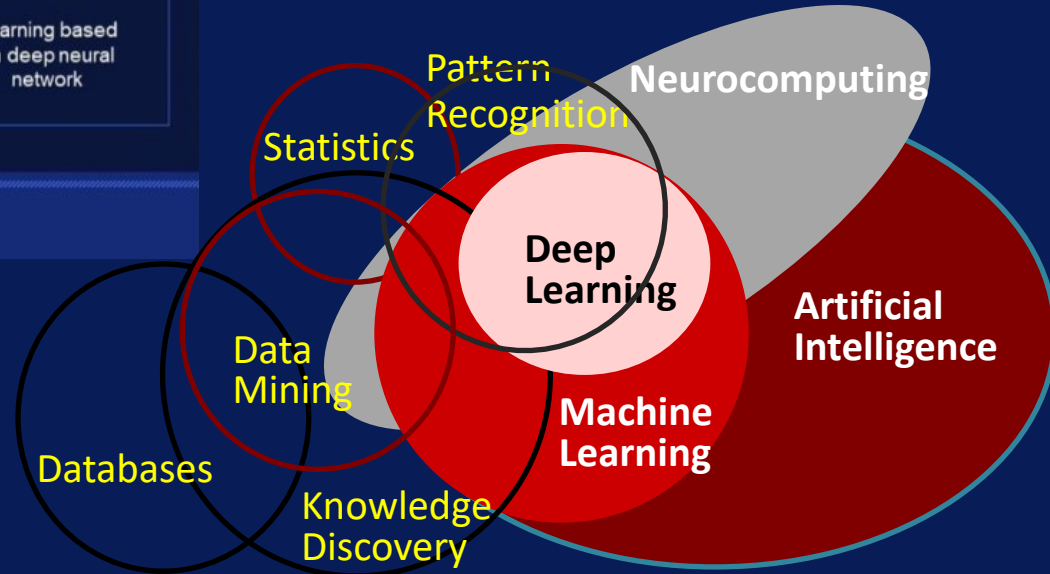 arning based
deep neural
network
Pattern
Recognition
Neurocomputing
Statistics
Deep
Learning
Artificial
Intelligence
Data
Mining
Machine
Learning
Databases
Knowledge
Discovery